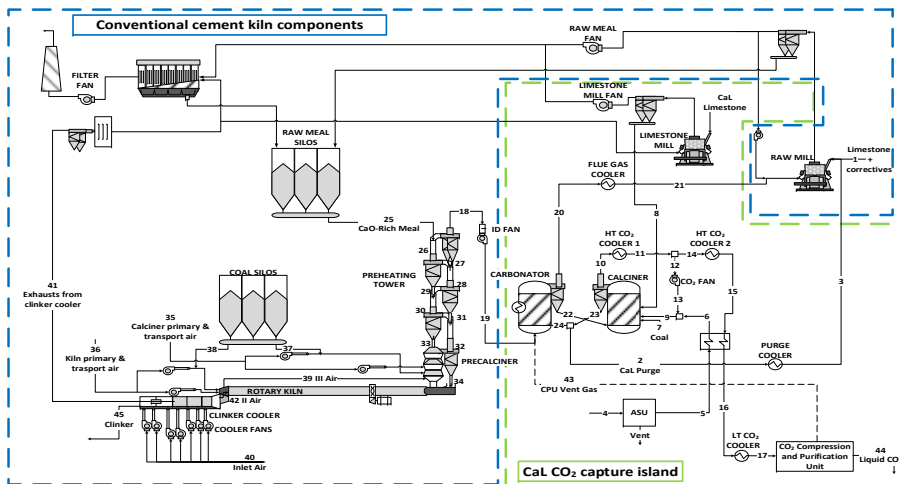 Conventional cement kiln components
RAW MEAL
FAN
FILTER
FAN
LIMESTONE
MILL FAN
CaL
Limestone
RAW MEAL
SILOS
LIMESTONE
MILL
RAW MILL
Limestone
1 +
correctives
FLUE GAS
COOLER
21
20
8
18
ID FAN
25
CaO-Rich Meal
26
27
HT CO₂
COOLER 1
HT CO₂
COOLER 2
10
11
12
14
CO₂ FAN
13
15
3
41
Exhausts from
clinker cooler
COAL SILOS
PREHEATING
TOWER
28
29
30
31
CARBONATOR
CALCINER
19
22
23
24
9
6
7
Coal
35
Calciner primary &
transport air
36
Kiln primary &
trasport air
38
37
33
32
PRECALCINER
34
2
CaL Purge
PURGE
COOLER
39 III Air
ROTARY KILN
42 II Air
43
CPU Vent Gas
45
Clinker
CLINKER COOLER
COOLER FANS
40
Inlet Air
4
ASU
5
Vent
16
LT CO₂
COOLER
17
CO₂ Compression
and Purification
Unit
44
Liquid CO
CaL CO₂ capture island